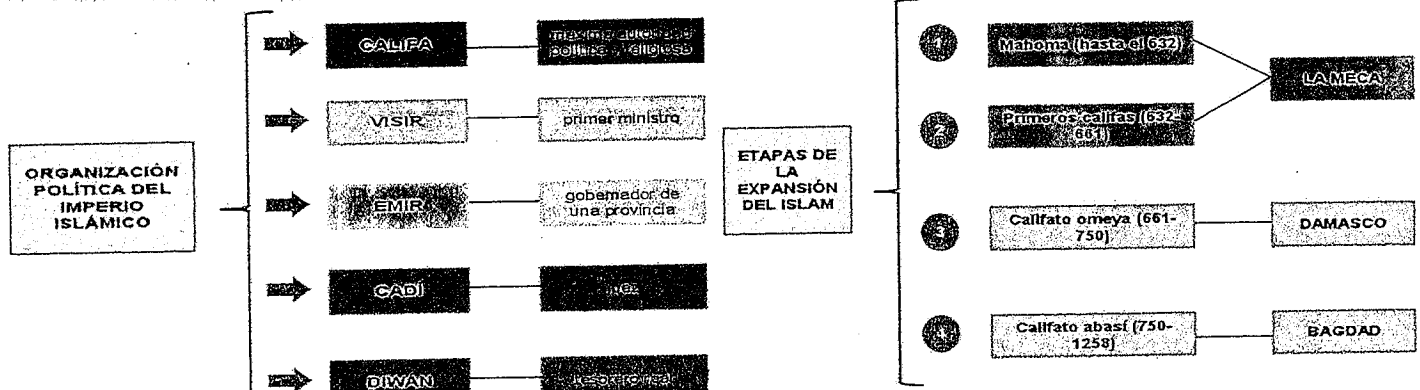 ORGANIZACIÓN
POLÍTICA DEL
IMPERIO
ISLÁMICO
CALIFA
máxima autoridad
política y religiosa
VISIR
primer ministro
EMIR
gobernador de
una provincia
CADÍ
juez
DIWÁN
tesorero real
ETAPAS DE
LA
EXPANSIÓN
DEL ISLAM
1
Mahoma (hasta el 632)
2
Primeros califas (632-
661)
LA MECA
3
Califato omeya (661-
750)
DAMASCO
4
Califato abasí (750-
1258)
BAGDAD